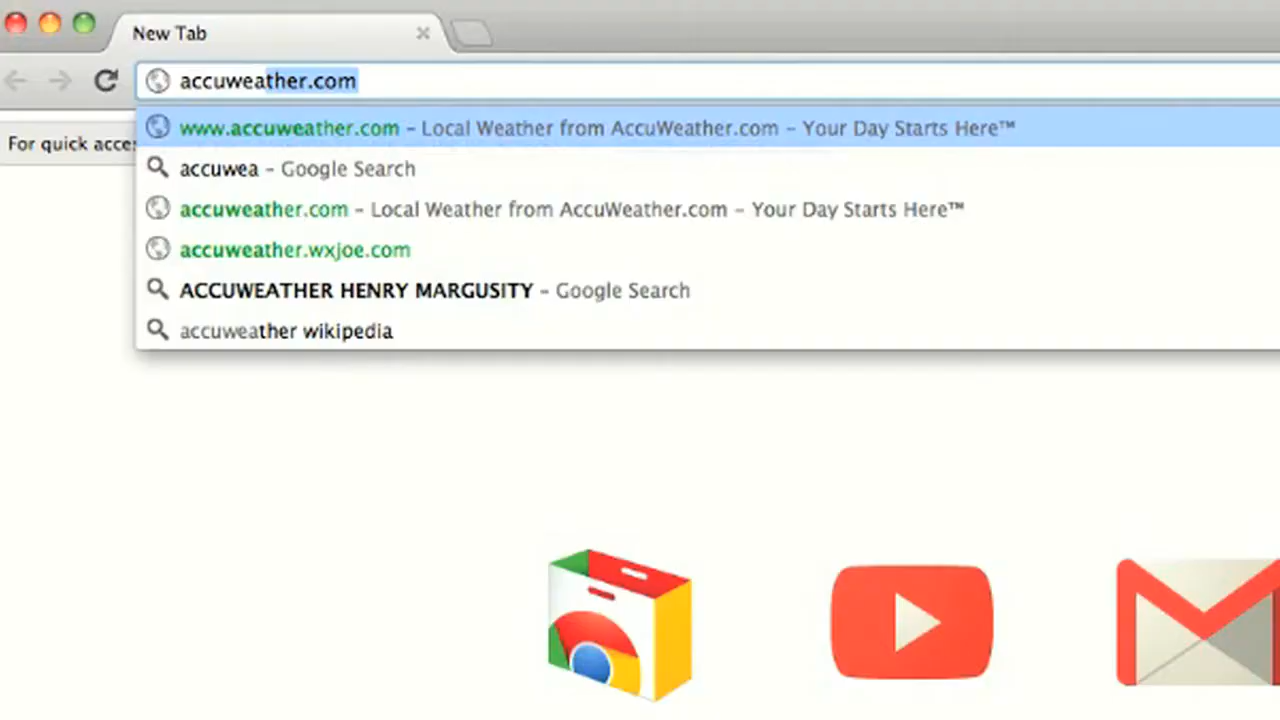 New Tab
accuweather.com
www.accuweather.com – Local Weather from AccuWeather.com – Your Day Starts Here™
For quick acce
accuwea – Google Search
accuweather.com – Local Weather from AccuWeather.com – Your Day Starts Here™
accuweather.wxjoe.com
ACCUWEATHER HENRY MARGUSITY – Google Search
accuweather wikipedia